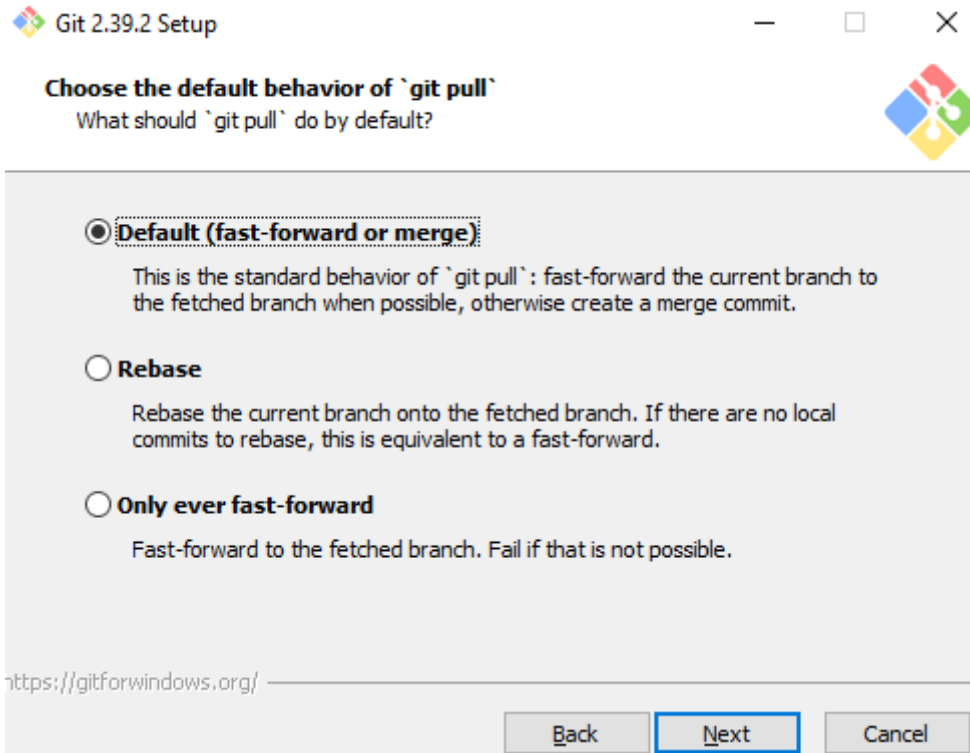 Git 2.39.2 Setup
Choose the default behavior of `git pull`
What should `git pull` do by default?
Default (fast-forward or merge)
This is the standard behavior of `git pull`: fast-forward the current branch to
the fetched branch when possible, otherwise create a merge commit.
Rebase
Rebase the current branch onto the fetched branch. If there are no local
commits to rebase, this is equivalent to a fast-forward.
Only ever fast-forward
Fast-forward to the fetched branch. Fail if that is not possible.
https://gitforwindows.org/
Back Next Cancel